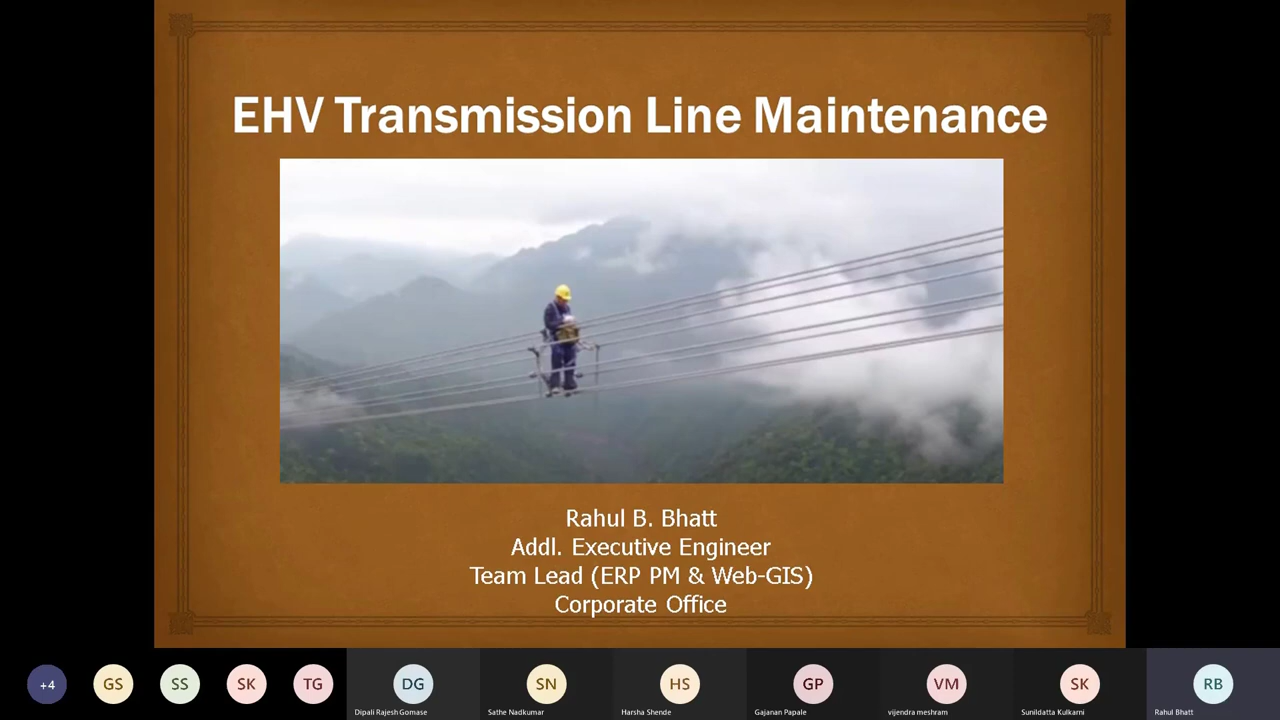 EHV Transmission Line Maintenance
Rahul B. Bhatt
Addl. Executive Engineer
Team Lead (ERP PM & Web-GIS)
Corporate Office
+4
GS
SS
SK
TG
DG
SN
HS
GP
VM
SK
RB
Dipali Rajesh Gomase
Sathe Nadkumar
Harsha Shende
Gajanan Papale
vijendra meshram
Sunildatta Kulkarni
Rahul Bhatt